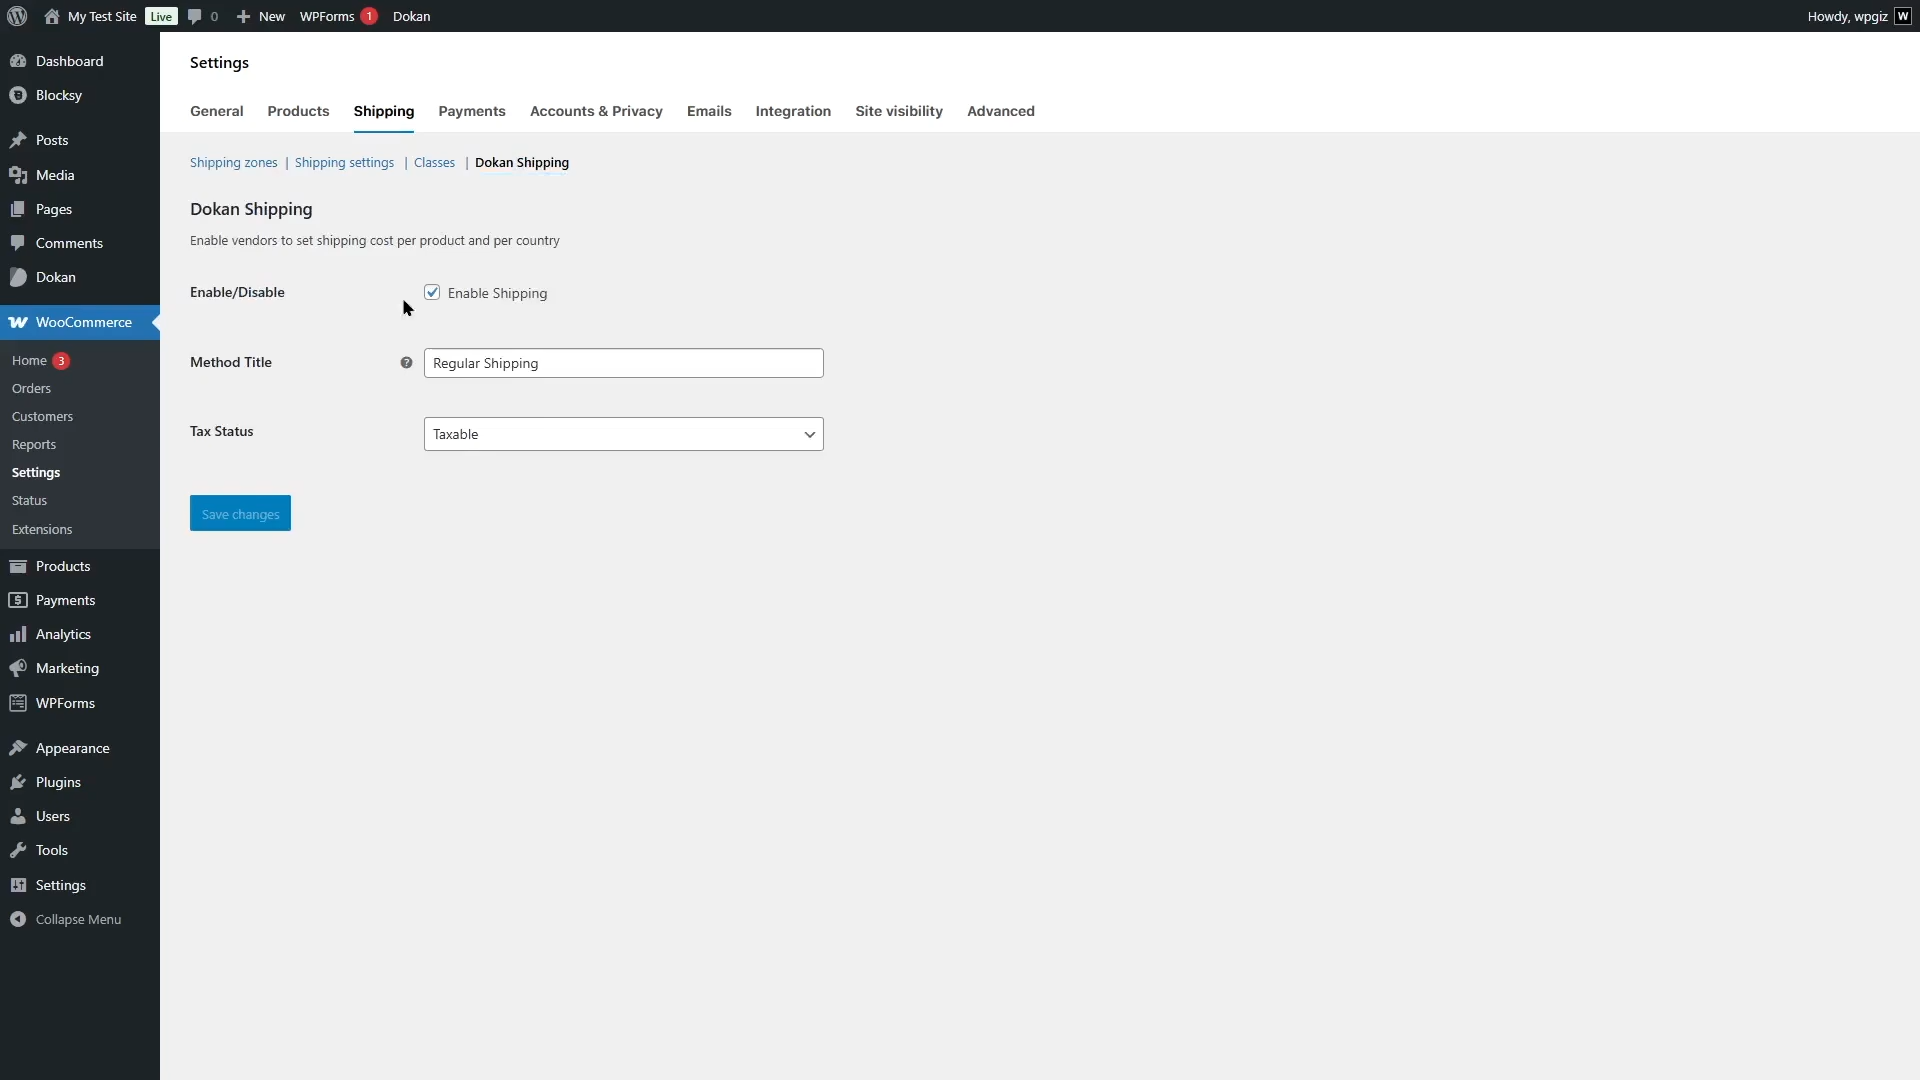 My Test Site Live 0 New WPForms 1 Dokan Howdy, wpgiz W
Dashboard
Blocksy
Posts
Media
Pages
Comments
Dokan
WooCommerce
Home 3
Orders
Customers
Reports
Settings
Status
Extensions
Products
Payments
Analytics
Marketing
WPForms
Appearance
Plugins
Users
Tools
Settings
Collapse Menu
Settings
General Products Shipping Payments Accounts & Privacy Emails Integration Site visibility Advanced
Shipping zones | Shipping settings | Classes | Dokan Shipping
Dokan Shipping
Enable vendors to set shipping cost per product and per country
Enable/Disable Enable Shipping
Method Title ? Regular Shipping
Tax Status Taxable
Save changes